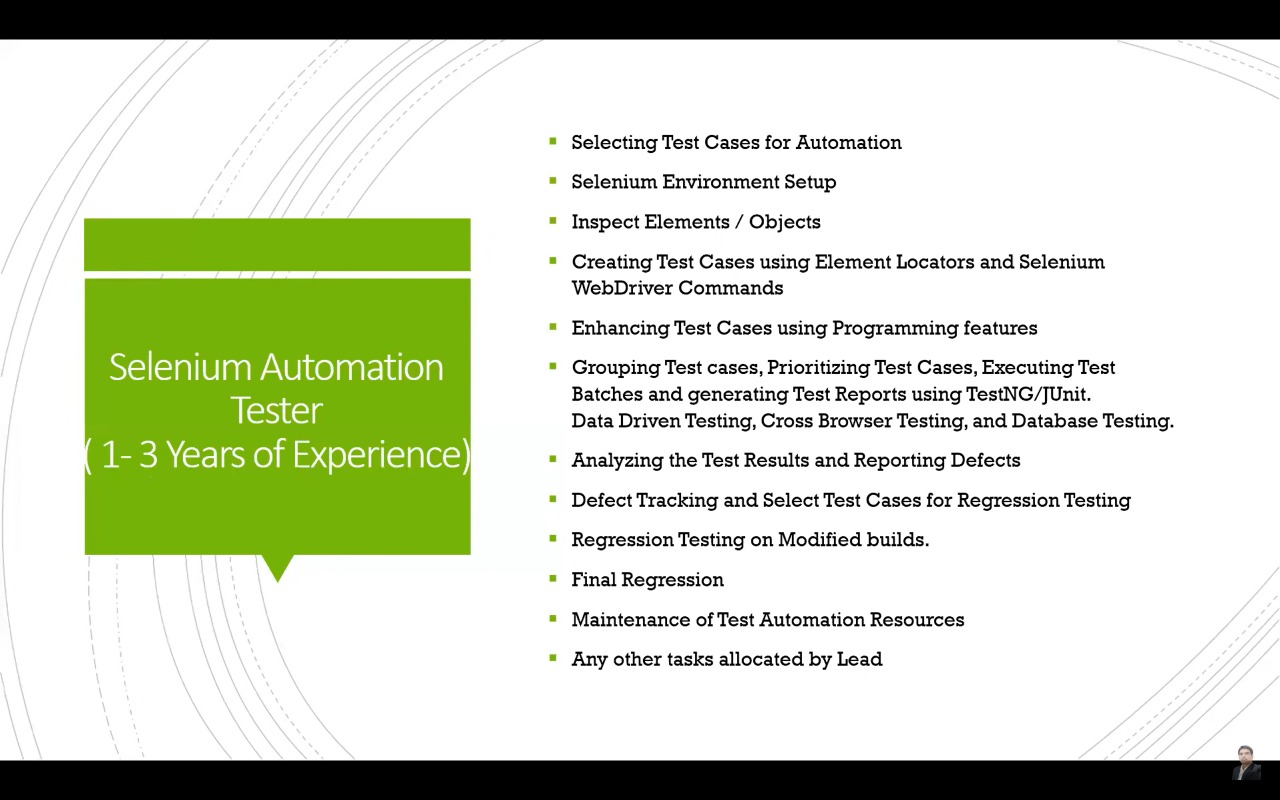 Selenium Automation
Tester
( 1- 3 Years of Experience)
Selecting Test Cases for Automation
Selenium Environment Setup
Inspect Elements / Objects
Creating Test Cases using Element Locators and Selenium
WebDriver Commands
Enhancing Test Cases using Programming features
Grouping Test cases, Prioritizing Test Cases, Executing Test
Batches and generating Test Reports using TestNG/JUnit.
Data Driven Testing, Cross Browser Testing, and Database Testing.
Analyzing the Test Results and Reporting Defects
Defect Tracking and Select Test Cases for Regression Testing
Regression Testing on Modified builds.
Final Regression
Maintenance of Test Automation Resources
Any other tasks allocated by Lead